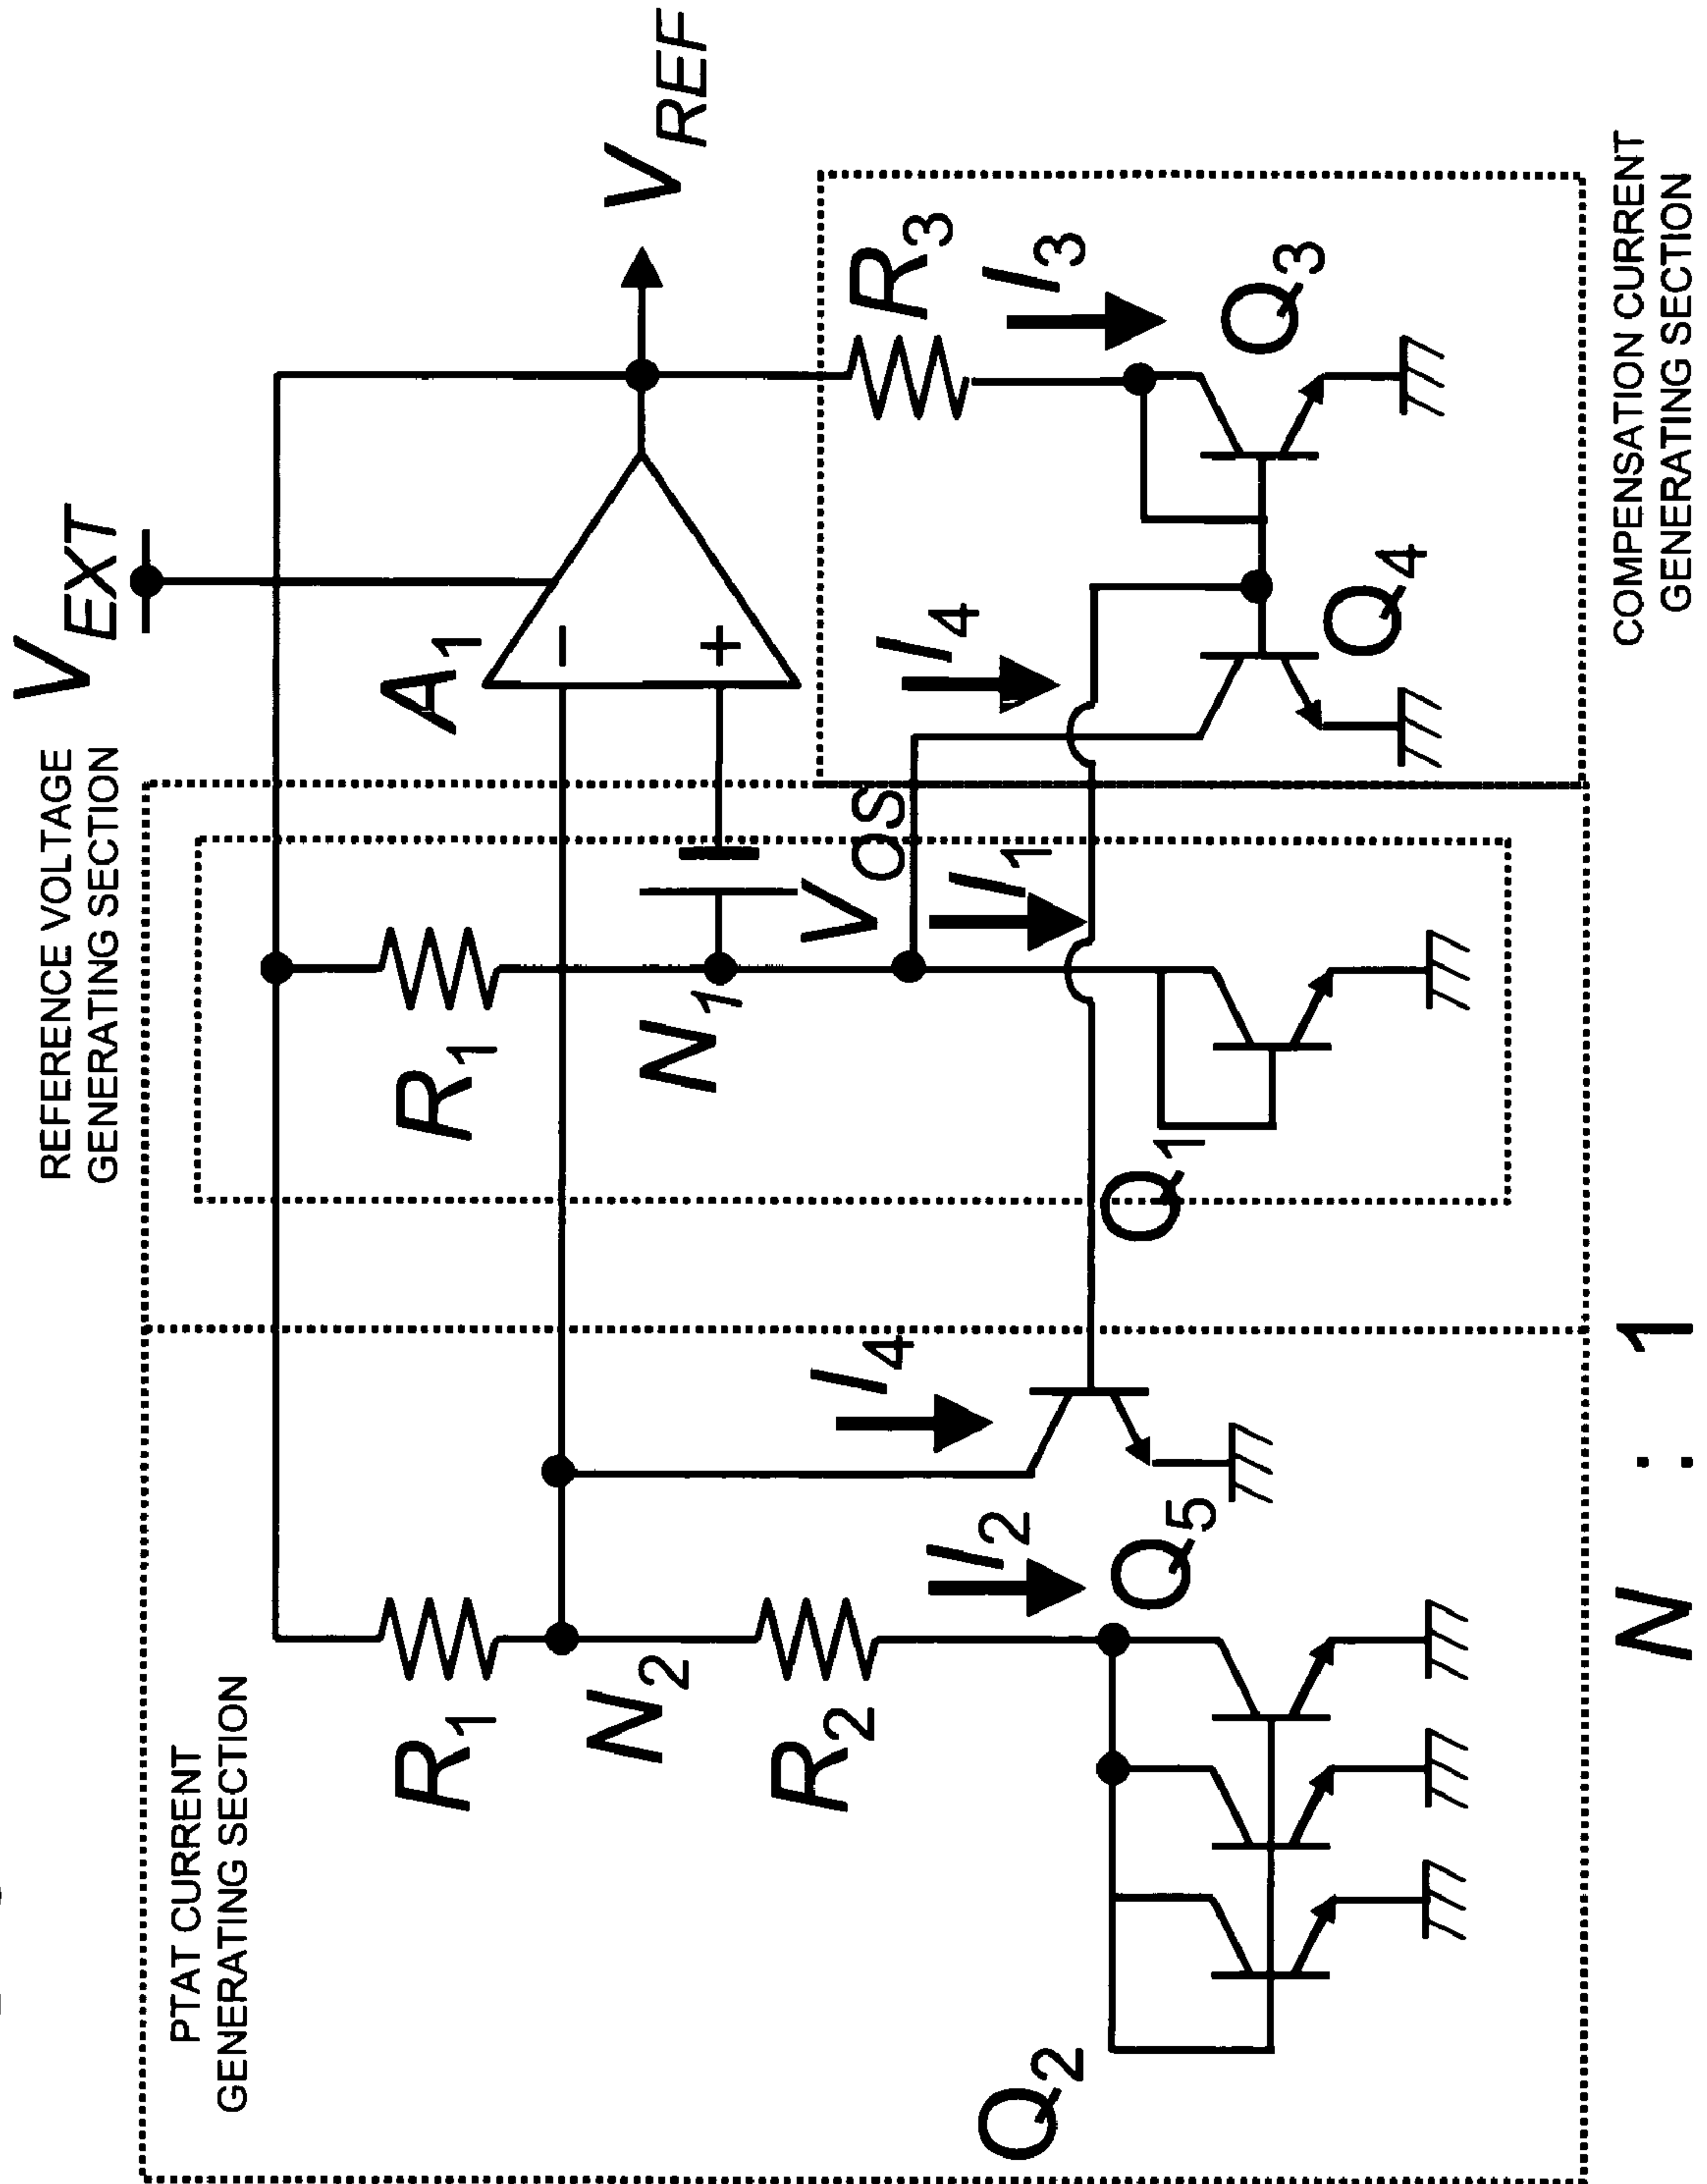 V_EXT
REFERENCE VOLTAGE
GENERATING SECTION
PTAT CURRENT
GENERATING SECTION
A_1
V_REF
R_1
R_1
−
+
N_2
N_1
V_OS
R_2
R_3
I_4
I_4
I_3
I_2
I_1
Q_5
Q_1
Q_4
Q_3
Q_2
COMPENSATION CURRENT
GENERATING SECTION
N : 1